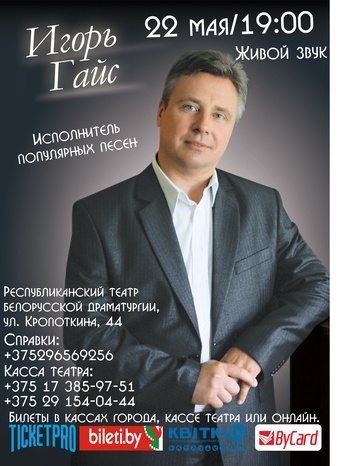 Игорь
Гайс
22 мая/19:00
Живой звук
Исполнитель
популярных песен
Республиканский театр
белорусской драматургии,
ул. Кропоткина, 44
Справки:
+375296569256
Касса театра:
+375 17 385-97-51
+375 29 154-04-44
Билеты в кассах города, кассе театра или онлайн.
TICKETPRO bileti.by КВІТКІ ByCard